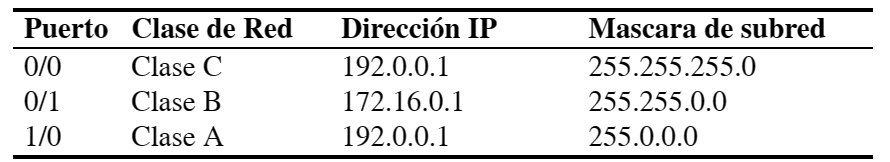 Puerto Clase de Red Dirección IP Mascara de subred
0/0 Clase C 192.0.0.1 255.255.255.0
0/1 Clase B 172.16.0.1 255.255.0.0
1/0 Clase A 192.0.0.1 255.0.0.0